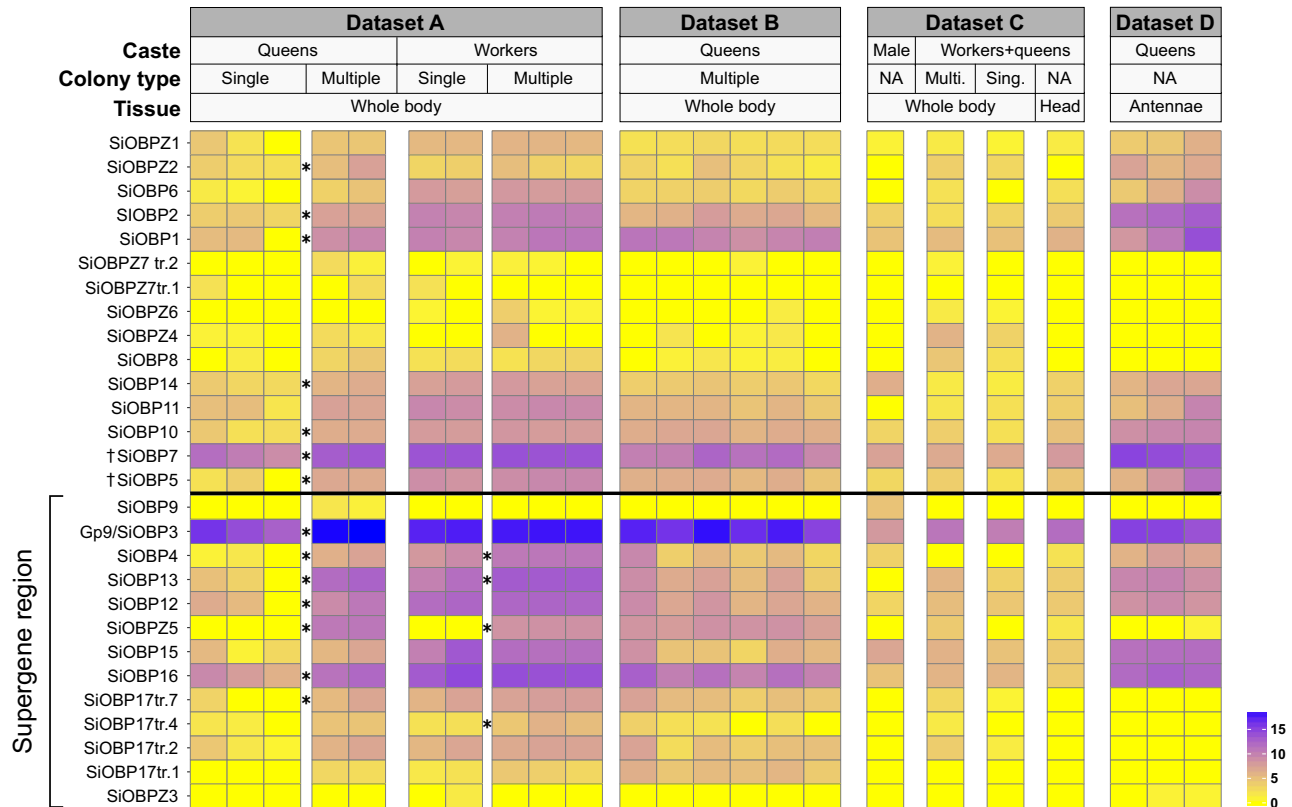 Dataset A Dataset B Dataset C Dataset D
Caste Queens Workers Queens Male Workers+queens Queens
Colony type Single Multiple Single Multiple Multiple NA Multi. Sing. NA NA
Tissue Whole body Whole body Whole body Head Antennae
SiOBPZ1
SiOBPZ2 *
SiOBP6
SIOBP2 *
SiOBP1 *
SiOBPZ7 tr.2
SiOBPZ7tr.1
SiOBPZ6
SiOBPZ4
SiOBP8
SiOBP14 *
SiOBP11
SiOBP10 *
†SiOBP7 *
†SiOBP5 *
Supergene region
SiOBP9
Gp9/SiOBP3 *
SiOBP4 * *
SiOBP13 * *
SiOBP12 *
SiOBPZ5 * *
SiOBP15
SiOBP16 *
SiOBP17tr.7 *
SiOBP17tr.4 *
SiOBP17tr.2
SiOBP17tr.1
SiOBPZ3
15
10
5
0